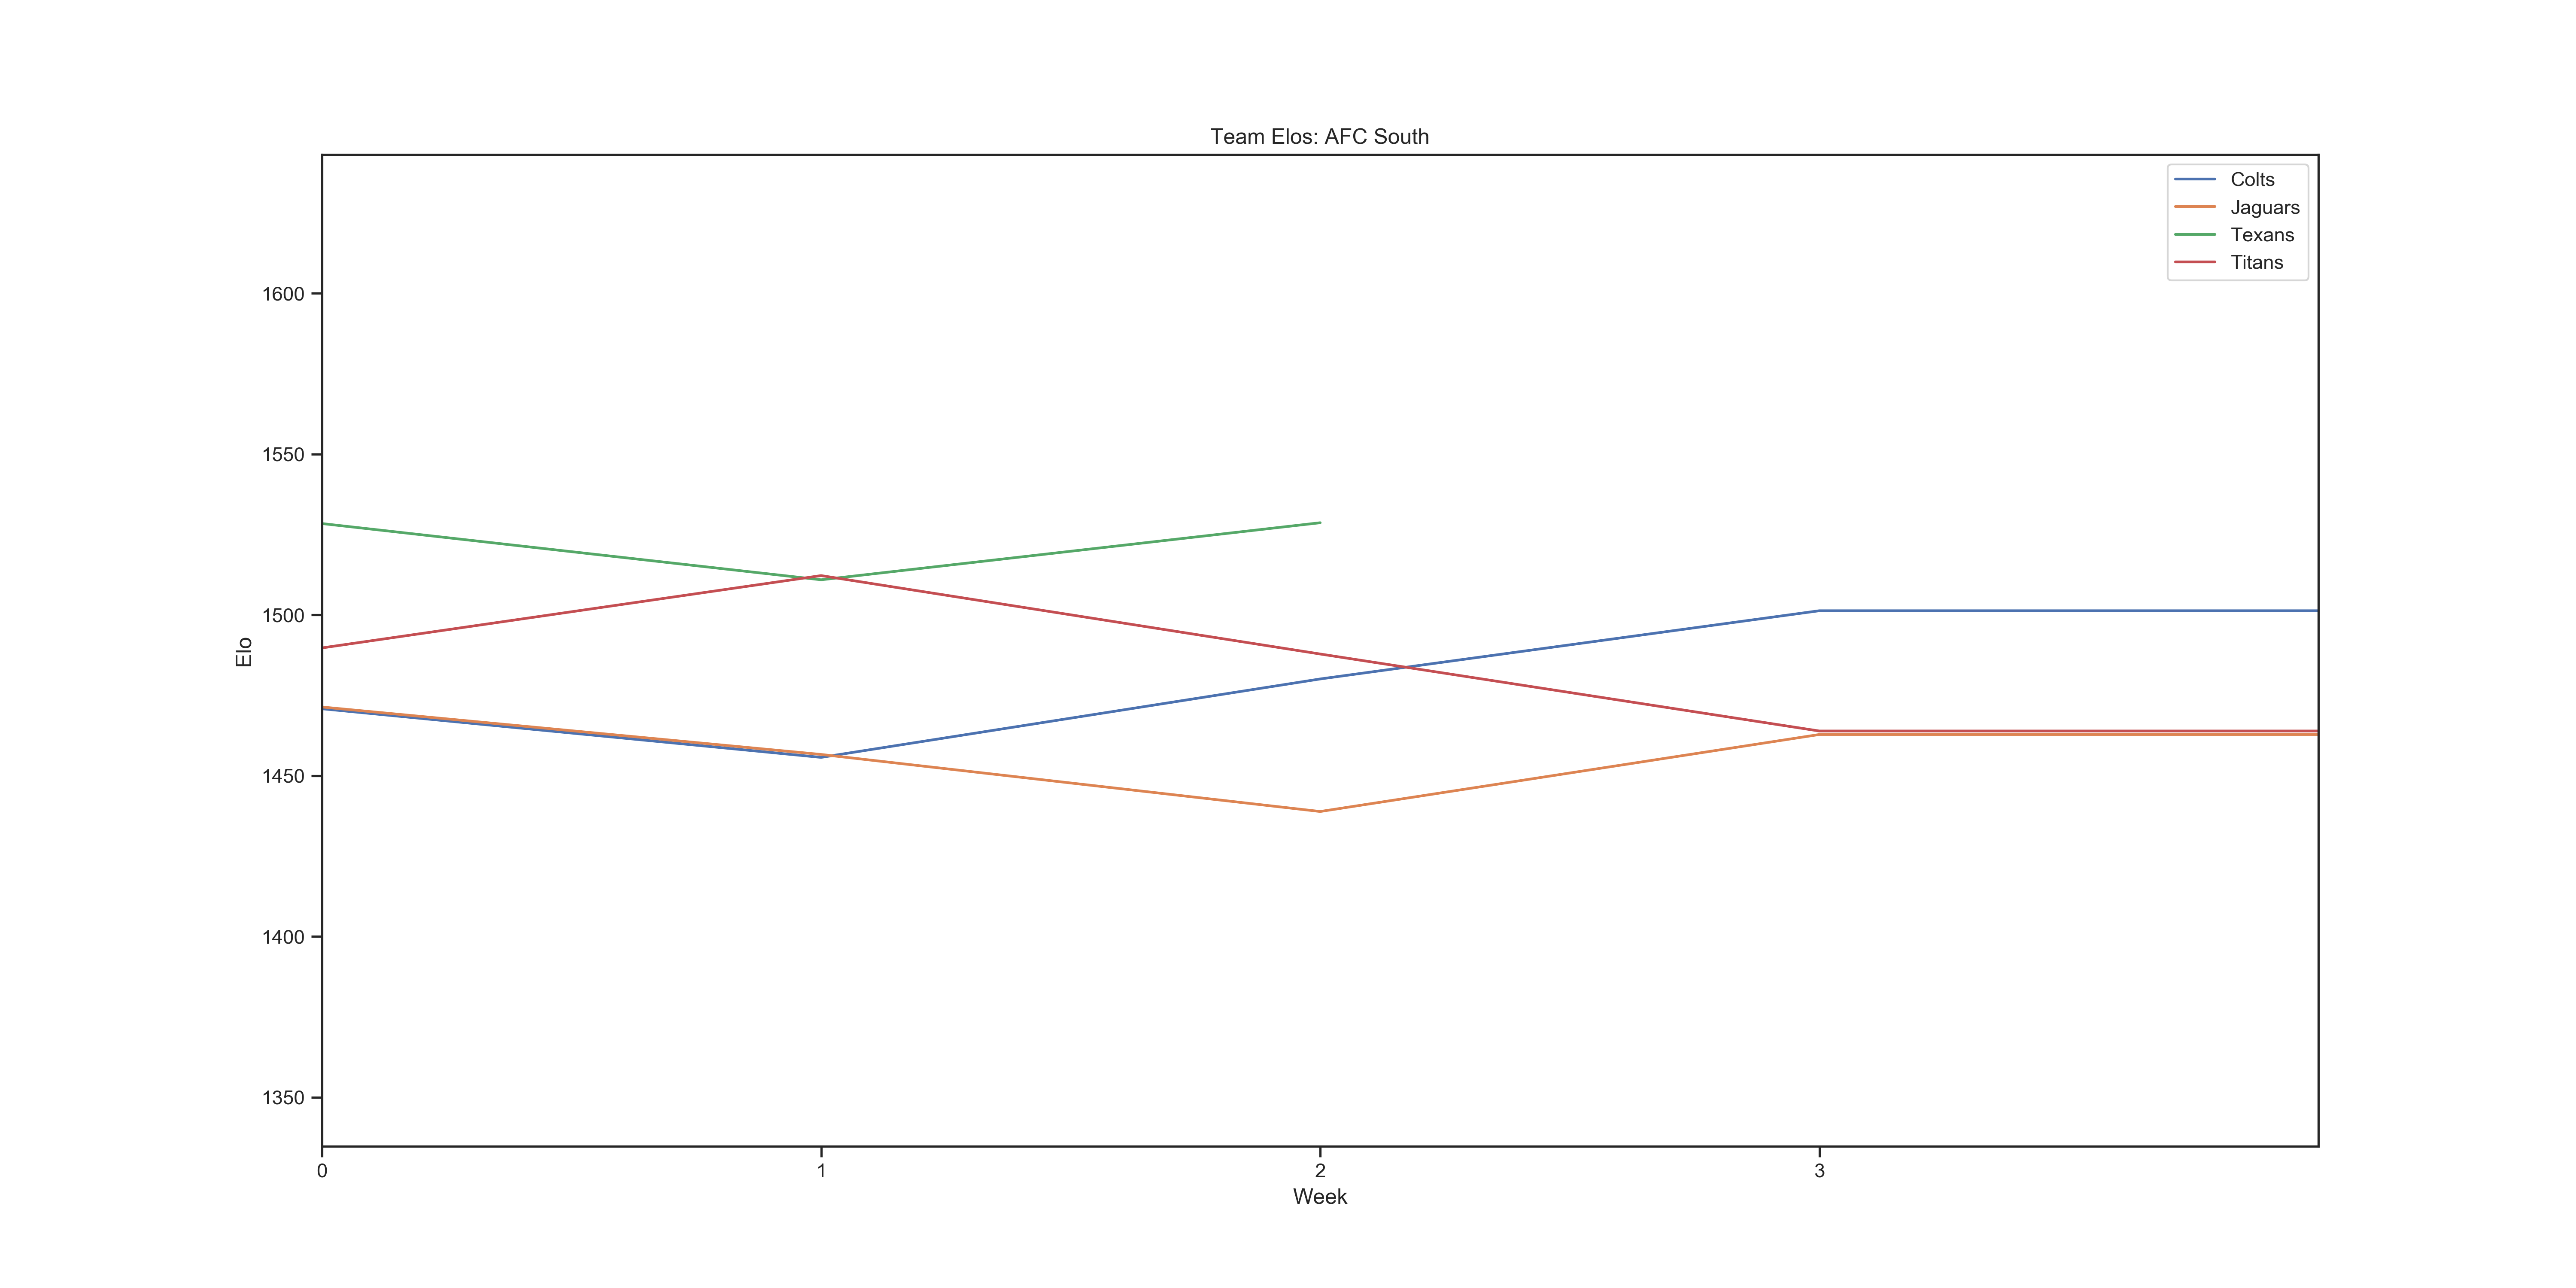 Team Elos: AFC South
Colts
Jaguars
Texans
Titans
1600
1550
1500
1450
1400
1350
Elo
0 1 2 3
Week